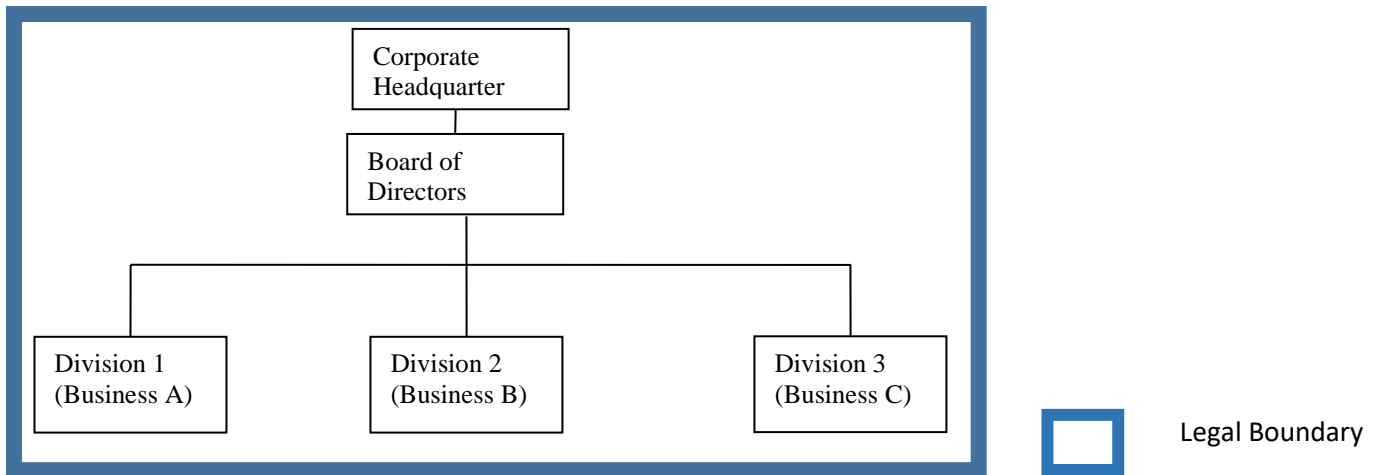 Corporate
Headquarter
Board of
Directors
Division 1
(Business A)
Division 2
(Business B)
Division 3
(Business C)
Legal Boundary